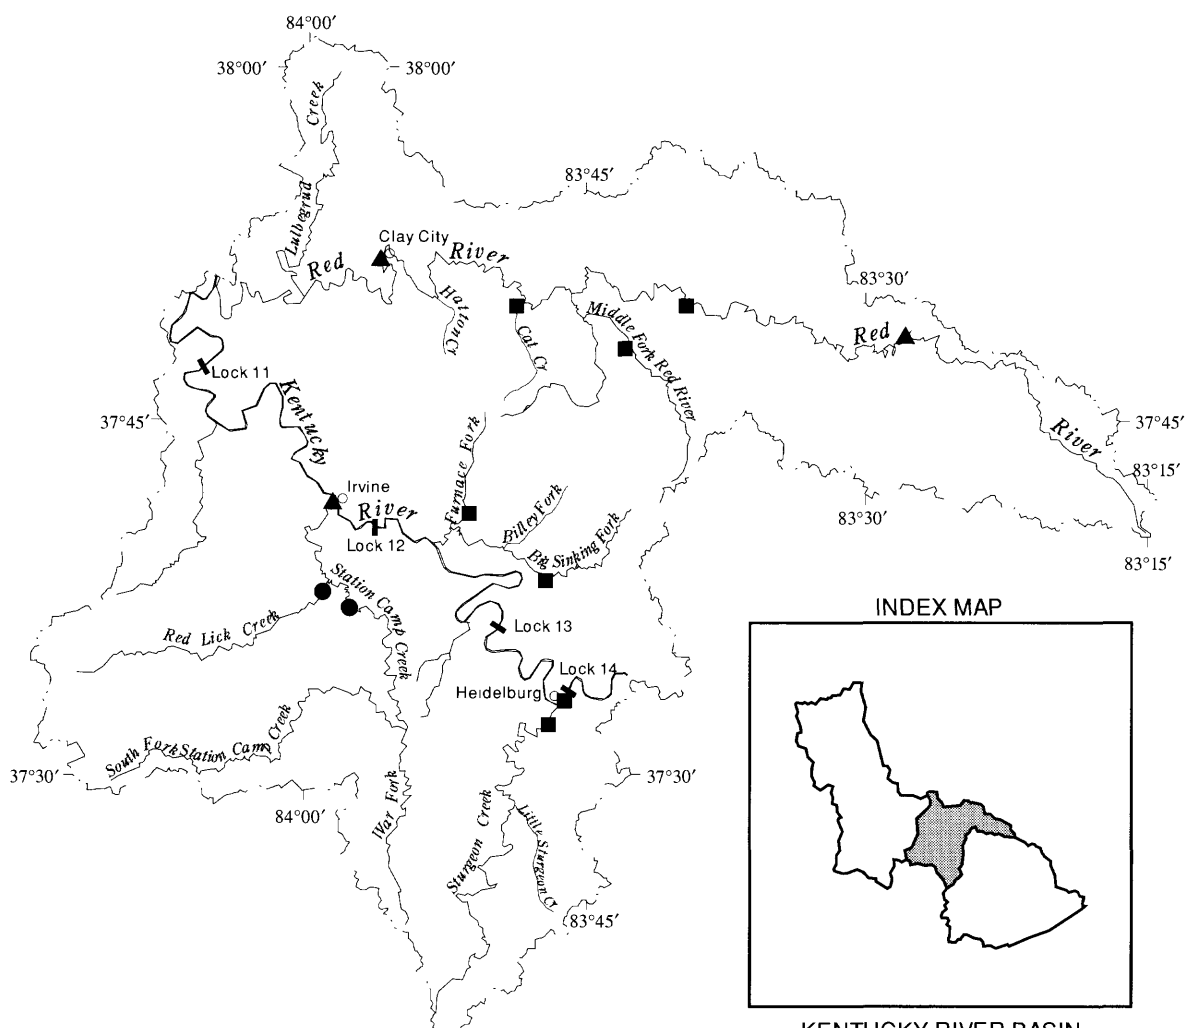 84°00′
38°00′
38°00′
Lulbegrud Creek
83°45′
Clay City
Red River
83°30′
Hatton Cr
Cat Cr
Middle Fork Red River
Red River
Lock 11
Kentucky River
37°45′
37°45′
83°15′
Irvine
Furnace Fork
Billey Fork
83°30′
Lock 12
Big Sinking Fork
83°15′
Station Camp Creek
Red Lick Creek
Lock 13
INDEX MAP
Lock 14
Heidelburg
South Fork Station Camp Creek
37°30′
37°30′
84°00′
War Fork
Sturgeon Creek
Little Sturgeon Cr
83°45′
KENTUCKY RIVER BASIN